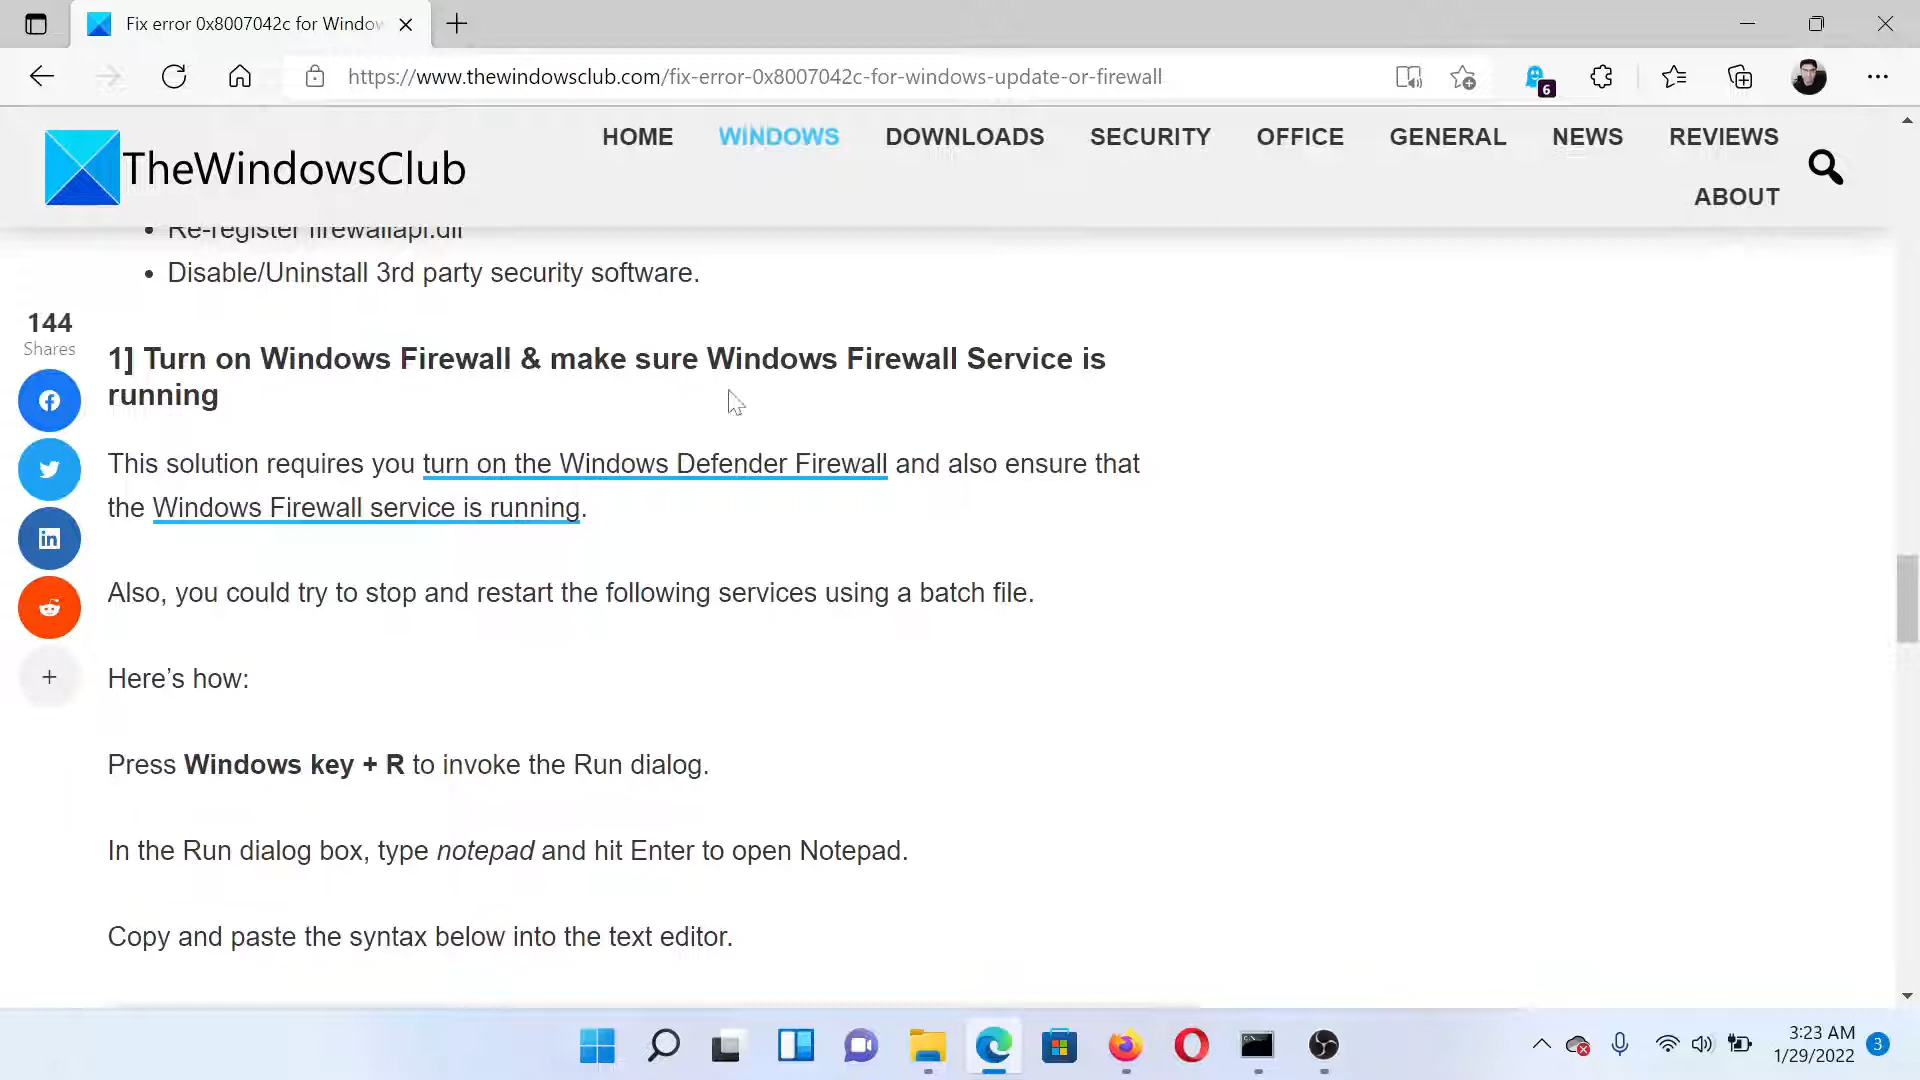 Fix error 0x8007042c for Window
https://www.thewindowsclub.com/fix-error-0x8007042c-for-windows-update-or-firewall
6
TheWindowsClub
HOME WINDOWS DOWNLOADS SECURITY OFFICE GENERAL NEWS REVIEWS
ABOUT
• Re-register firewallapi.dll
• Disable/Uninstall 3rd party security software.
144
Shares
1] Turn on Windows Firewall & make sure Windows Firewall Service is
running
This solution requires you turn on the Windows Defender Firewall and also ensure that
the Windows Firewall service is running.
Also, you could try to stop and restart the following services using a batch file.
Here’s how:
Press Windows key + R to invoke the Run dialog.
In the Run dialog box, type notepad and hit Enter to open Notepad.
Copy and paste the syntax below into the text editor.
3:23 AM
1/29/2022
3